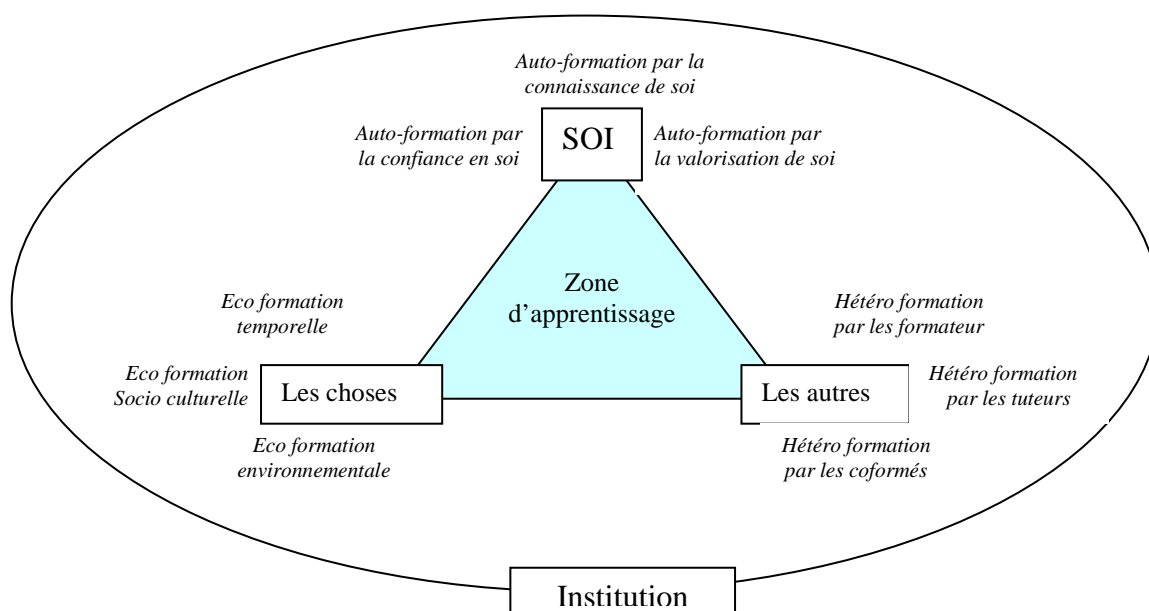 Auto-formation par la
connaissance de soi
Auto-formation par
la confiance en soi
SOI
Auto-formation par
la valorisation de soi
Zone
d’apprentissage
Eco formation
temporelle
Hétéro formation
par les formateur
Eco formation
Socio culturelle
Les choses
Les autres
Hétéro formation
par les tuteurs
Eco formation
environnementale
Hétéro formation
par les coformés
Institution